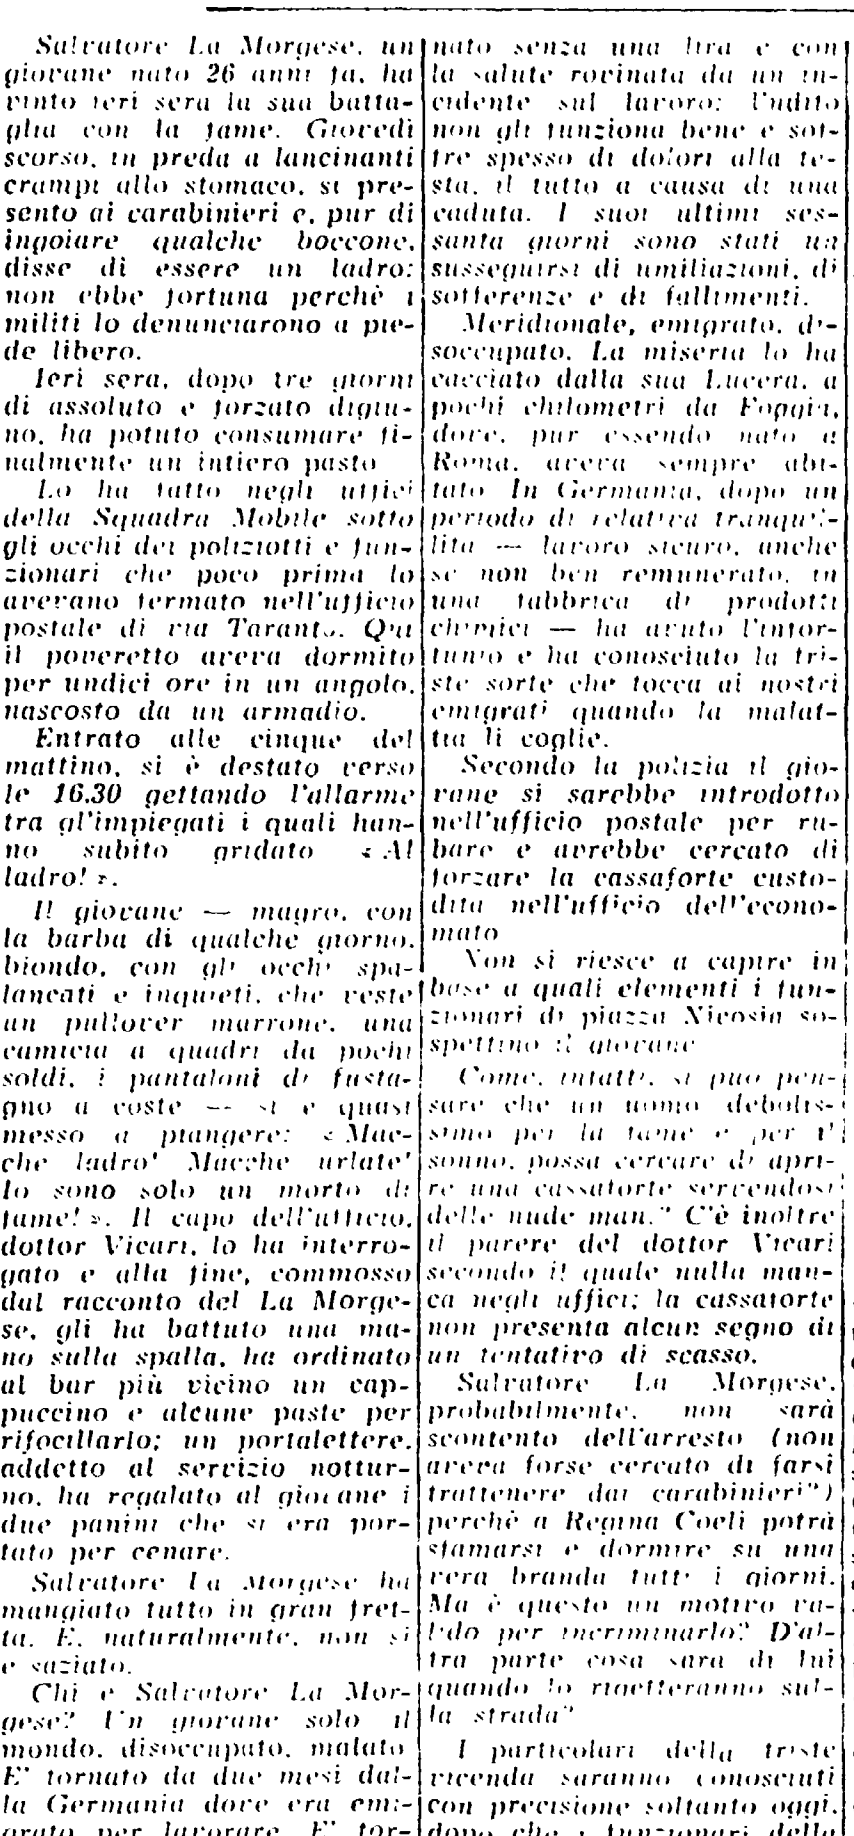 Salvatore La Morgese, un
giovane nato 26 anni fa, ha
vinto ieri sera la sua batta-
glia con la fame. Giovedì
scorso, in preda a lancinanti
crampi allo stomaco, si pre-
sentò ai carabinieri e, pur di
ingoiare qualche boccone,
disse di essere un ladro:
non ebbe fortuna perchè i
militi lo denunciarono a pie-
de libero.
Ieri sera, dopo tre giorni
di assoluto e forzato digiu-
no, ha potuto consumare fi-
nalmente un intiero pasto
Lo ha fatto negli uffici
della Squadra Mobile sotto
gli occhi dei poliziotti e fun-
zionari che poco prima lo
avevano fermato nell'ufficio
postale di via Taranto. Qui
il poveretto aveva dormito
per undici ore in un angolo,
nascosto da un armadio.
Entrato alle cinque del
mattino, si è destato verso
le 16,30 gettando l'allarme
tra gl'impiegati i quali han-
no subito gridato « Al
ladro! ».
Il giovane — magro, con
la barba di qualche giorno,
biondo, con gli occhi spa-
lancati e inquieti, che veste
un pullover marrone, una
camicia a quadri da pochi
soldi, i pantaloni di fusta-
gno a coste — si è quasi
messo a piangere: « Mac-
chè ladro! Macchè urlate!
Io sono solo un morto di
fame! ». Il capo dell'ufficio,
dottor Vicari, lo ha interro-
gato e alla fine, commosso
dal racconto del La Morge-
se, gli ha battuto una ma-
no sulla spalla, ha ordinato
al bar più vicino un cap-
puccino e alcune paste per
rifocillarlo; un portalettere,
addetto al servizio nottur-
no, ha regalato al giovane i
due panini che si era por-
tato per cenare.
Salvatore La Morgese ha
mangiato tutto in gran fret-
ta. E, naturalmente, non si
è saziato.
Chi è Salvatore La Mor-
gese? Un giovane solo al
mondo, disoccupato, malato
E' tornato da due mesi dal-
la Germania dove era emi-
grato per lavorare. E' tor-
nato senza una lira e con
la salute rovinata da un in-
cidente sul lavoro: l'udito
non gli funziona bene e sof-
fre spesso di dolori alla te-
sta, il tutto a causa di una
caduta. I suoi ultimi ses-
santa giorni sono stati un
susseguirsi di umiliazioni, di
sofferenze e di fallimenti.
Meridionale, emigrato, di-
soccupato. La miseria lo ha
cacciato dalla sua Lucera, a
pochi chilometri da Foggia,
dove, pur essendo nato a
Roma, aveva sempre abi-
tato In Germania, dopo un
periodo di relativa tranquil-
lità — lavoro sicuro, anche
se non ben remunerato, in
una fabbrica di prodotti
chimici — ha avuto l'infor-
tunio e ha conosciuto la tri-
ste sorte che tocca ai nostri
emigrati quando la malat-
tia li coglie.
Secondo la polizia il gio-
vane si sarebbe introdotto
nell'ufficio postale per ru-
bare e avrebbe cercato di
forzare la cassaforte custo-
dita nell'ufficio dell'econo-
mato
Non si riesce a capire in
base a quali elementi i fun-
zionari di piazza Nicosia so-
spettino il giovane
Come, infatti, si può pen-
sare che un uomo debolis-
simo per la fame e per il
sonno, possa cercare di apri-
re una cassaforte servendosi
delle nude mani? C'è inoltre
il parere del dottor Vicari
secondo il quale nulla man-
ca negli uffici; la cassaforte
non presenta alcun segno di
un tentativo di scasso.
Salvatore La Morgese,
probabilmente, non sarà
scontento dell'arresto (non
aveva forse cercato di farsi
trattenere dai carabinieri?)
perchè a Regina Coeli potrà
sfamarsi e dormire su una
vera branda tutti i giorni.
Ma è questo un motivo va-
lido per incriminarlo? D'al-
tra parte cosa sarà di lui
quando lo rimetteranno sul-
la strada?
I particolari della triste
vicenda saranno conosciuti
con precisione soltanto oggi,
dopo che i funzionari della